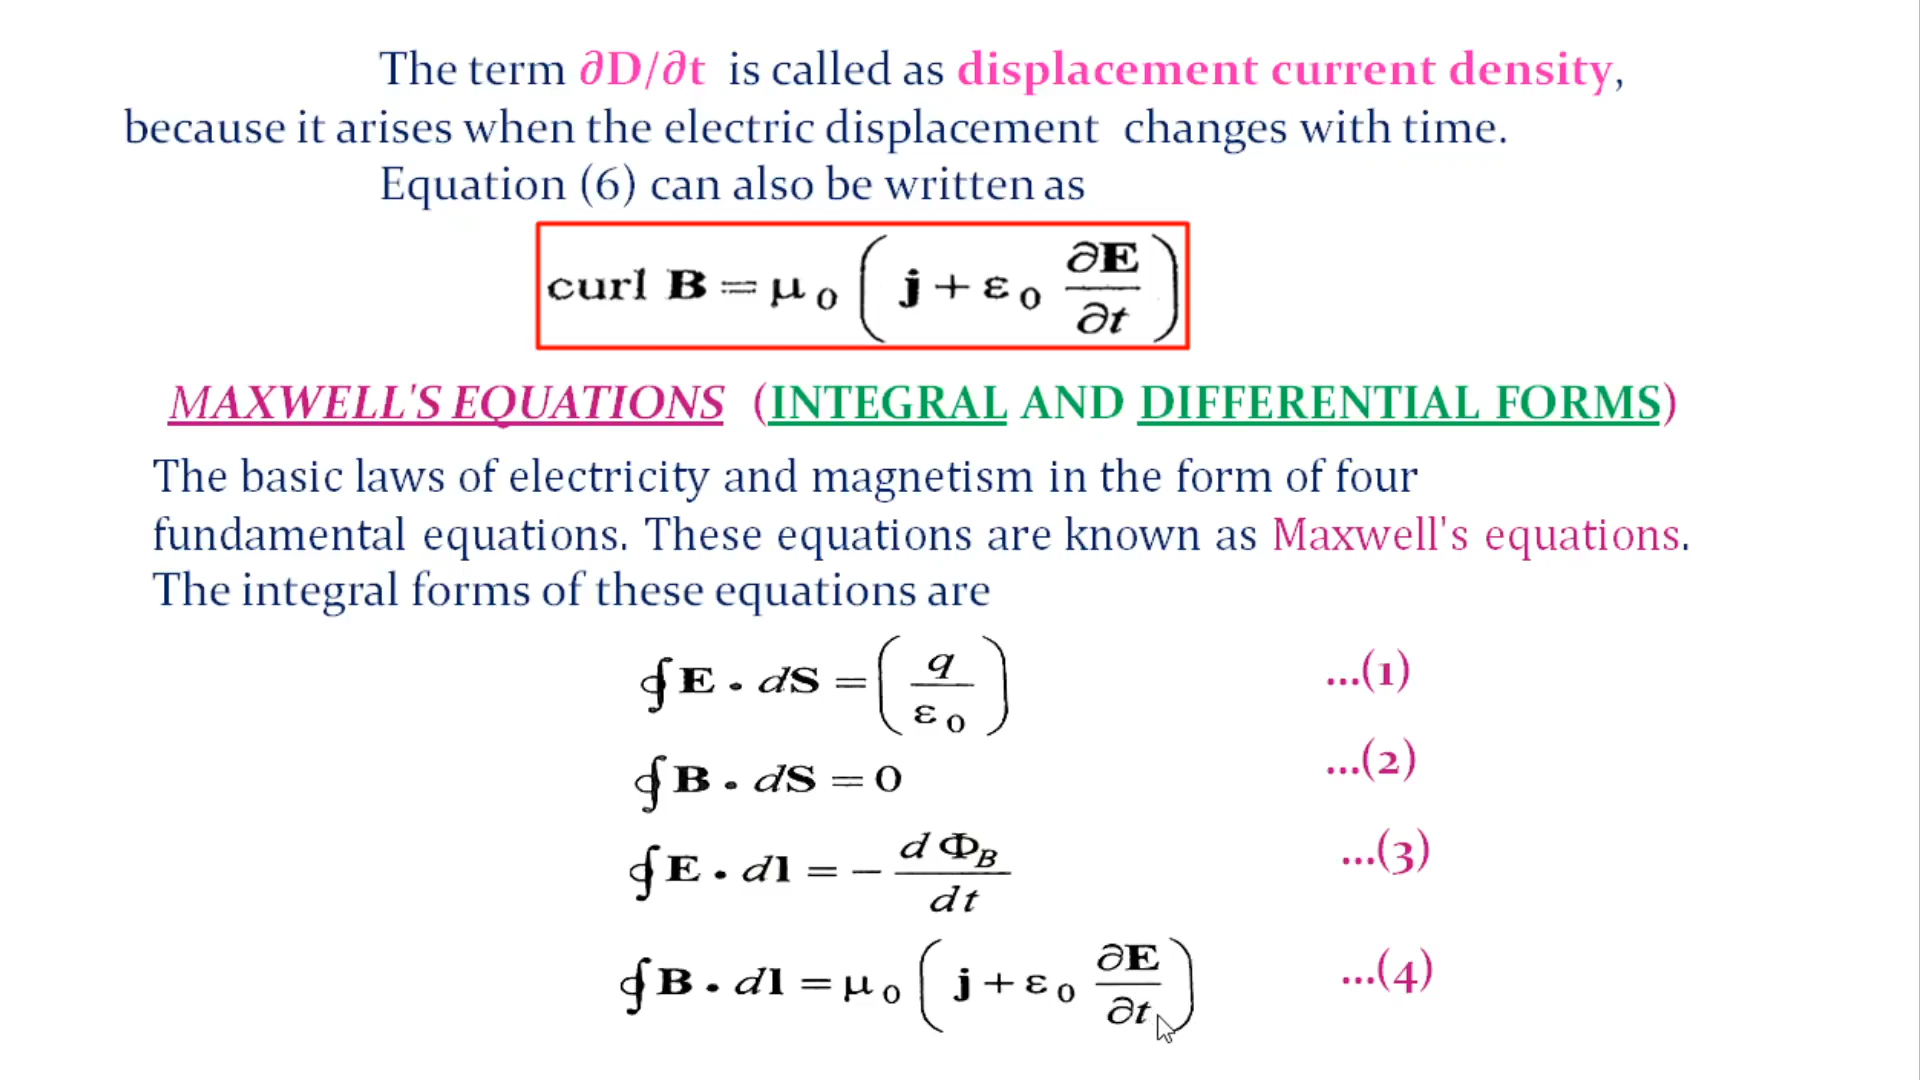 The term ∂D/∂t is called as displacement current density,
because it arises when the electric displacement changes with time.
Equation (6) can also be written as
curl B = μ₀ ( j + ε₀ ∂E/∂t )
MAXWELL'S EQUATIONS (INTEGRAL AND DIFFERENTIAL FORMS)
The basic laws of electricity and magnetism in the form of four
fundamental equations. These equations are known as Maxwell's equations.
The integral forms of these equations are
∮ E • dS = ( q/ε₀ ) ...(1)
∮ B • dS = 0 ...(2)
∮ E • dl = − dΦ_B/dt ...(3)
∮ B • dl = μ₀ ( j + ε₀ ∂E/∂t ) ...(4)